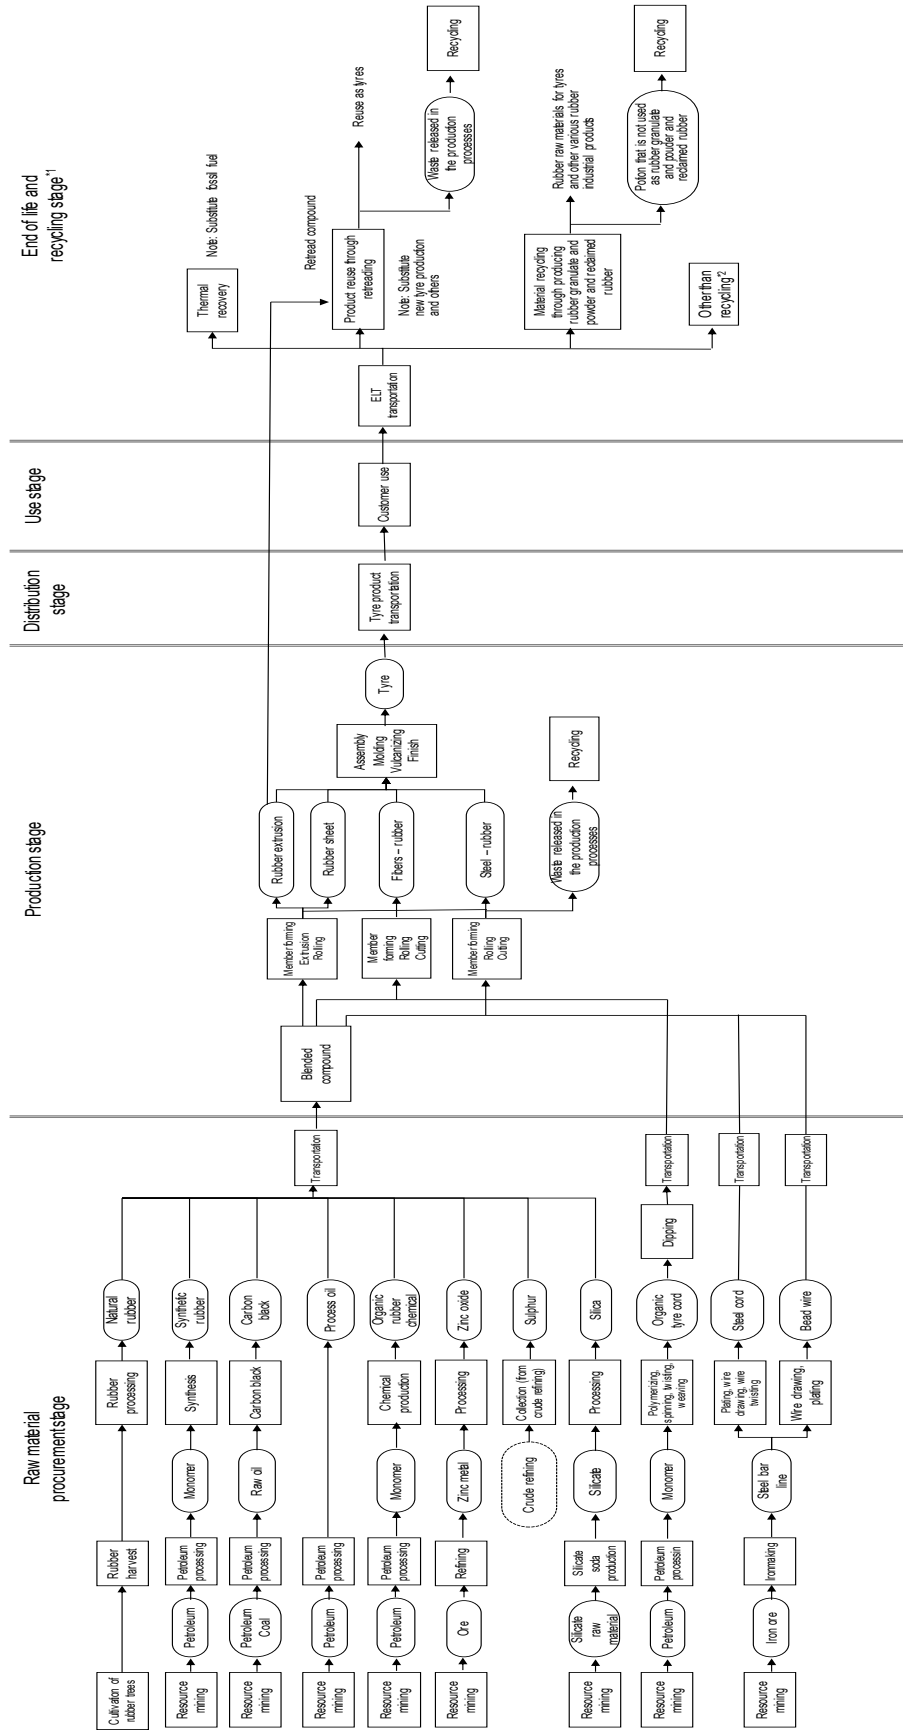 Raw material
procurement stage
Production stage
Distribution
stage
Use stage
End of life and
recycling stage*1
Cultivation of
rubber trees
Rubber
harvest
Rubber
processing
Natural
rubber
Resource
mining
Petroleum
Petroleum
processing
Monomer
Synthesis
Synthetic
rubber
Resource
mining
Petroleum
Coal
Petroleum
processing
Raw oil
Carbon black
Carbon
black
Resource
mining
Petroleum
Petroleum
processing
Process oil
Resource
mining
Petroleum
Petroleum
processing
Monomer
Chemical
production
Organic
rubber
chemical
Resource
mining
Ore
Refining
Zinc metal
Processing
Zinc oxide
Crude refining
Collection (from
crude refining)
Sulphur
Resource
mining
Silicate
raw
material
Silicate
soda
production
Silicate
Processing
Silica
Resource
mining
Petroleum
Petroleum
processin
Monomer
Polymerizing,
spinning, twisting,
weaving
Organic
tyre cord
Dipping
Transportation
Resource
mining
Iron ore
Ironmaking
Steel bar
line
Plating, wire
drawing, wire
twisting
Steel cord
Transportation
Wire drawing,
plating
Bead wire
Transportation
Transportation
Blended
compound
Member forming
Extrusion
Rolling
Member
forming
Rolling
Cutting
Member forming
Rolling
Cutting
Rubber extrusion
Rubber sheet
Fibers – rubber
Steel – rubber
Waste released in
the production
processes
Recycling
Assembly
Molding
Vulcanizing
Finish
Tyre
Tyre product
transportation
Customer use
ELT
transportation
Thermal
recovery
Note: Substitute fossil fuel
Retread compound
Product reuse through
retreading
Reuse as tyres
Note: Substitute
new tyre production
and others
Waste released in
the production
processes
Recycling
Material recycling
through producing
rubber granulate and
powder and reclaimed
rubber
Rubber raw materials for tyres
and other various rubber
industrial products
Potion that is not used
as rubber granulate
and powder and
reclaimed rubber
Recycling
Other than
recycling*2